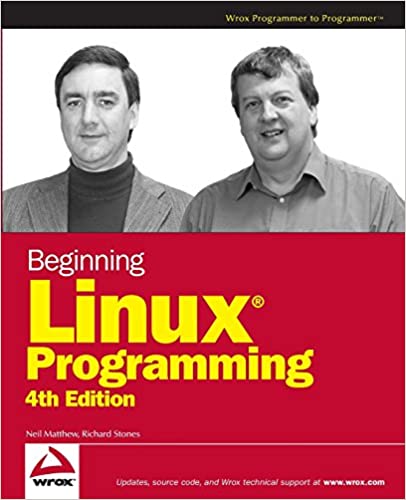 Wrox Programmer to Programmer™
Beginning
Linux®
Programming
4th Edition
Neil Matthew, Richard Stones
wrox™
Updates, source code, and Wrox technical support at www.wrox.com